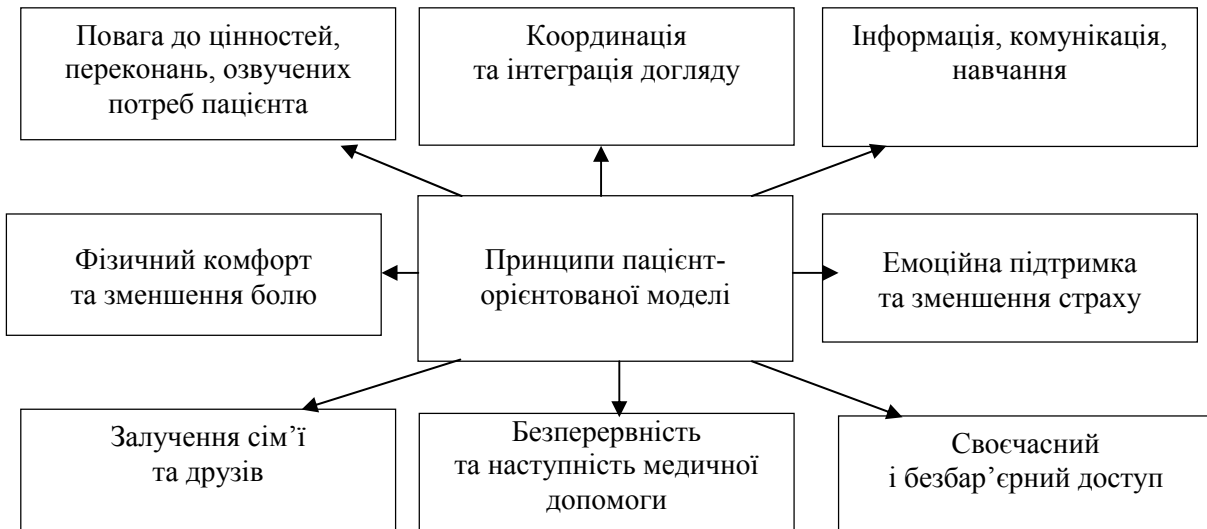 Повага до цінностей,
переконань, озвучених
потреб пацієнта
Координація
та інтеграція догляду
Інформація, комунікація,
навчання
Фізичний комфорт
та зменшення болю
Принципи пацієнт-
орієнтованої моделі
Емоційна підтримка
та зменшення страху
Залучення сім’ї
та друзів
Безперервність
та наступність медичної
допомоги
Своєчасний
і безбар’єрний доступ